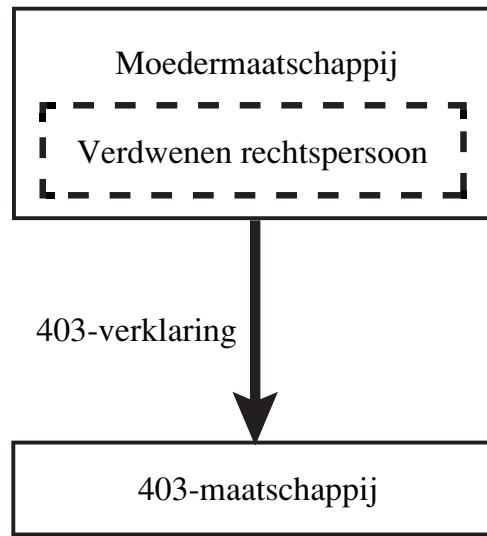 Moedermaatschappij
Verdwenen rechtspersoon
403-verklaring
403-maatschappij